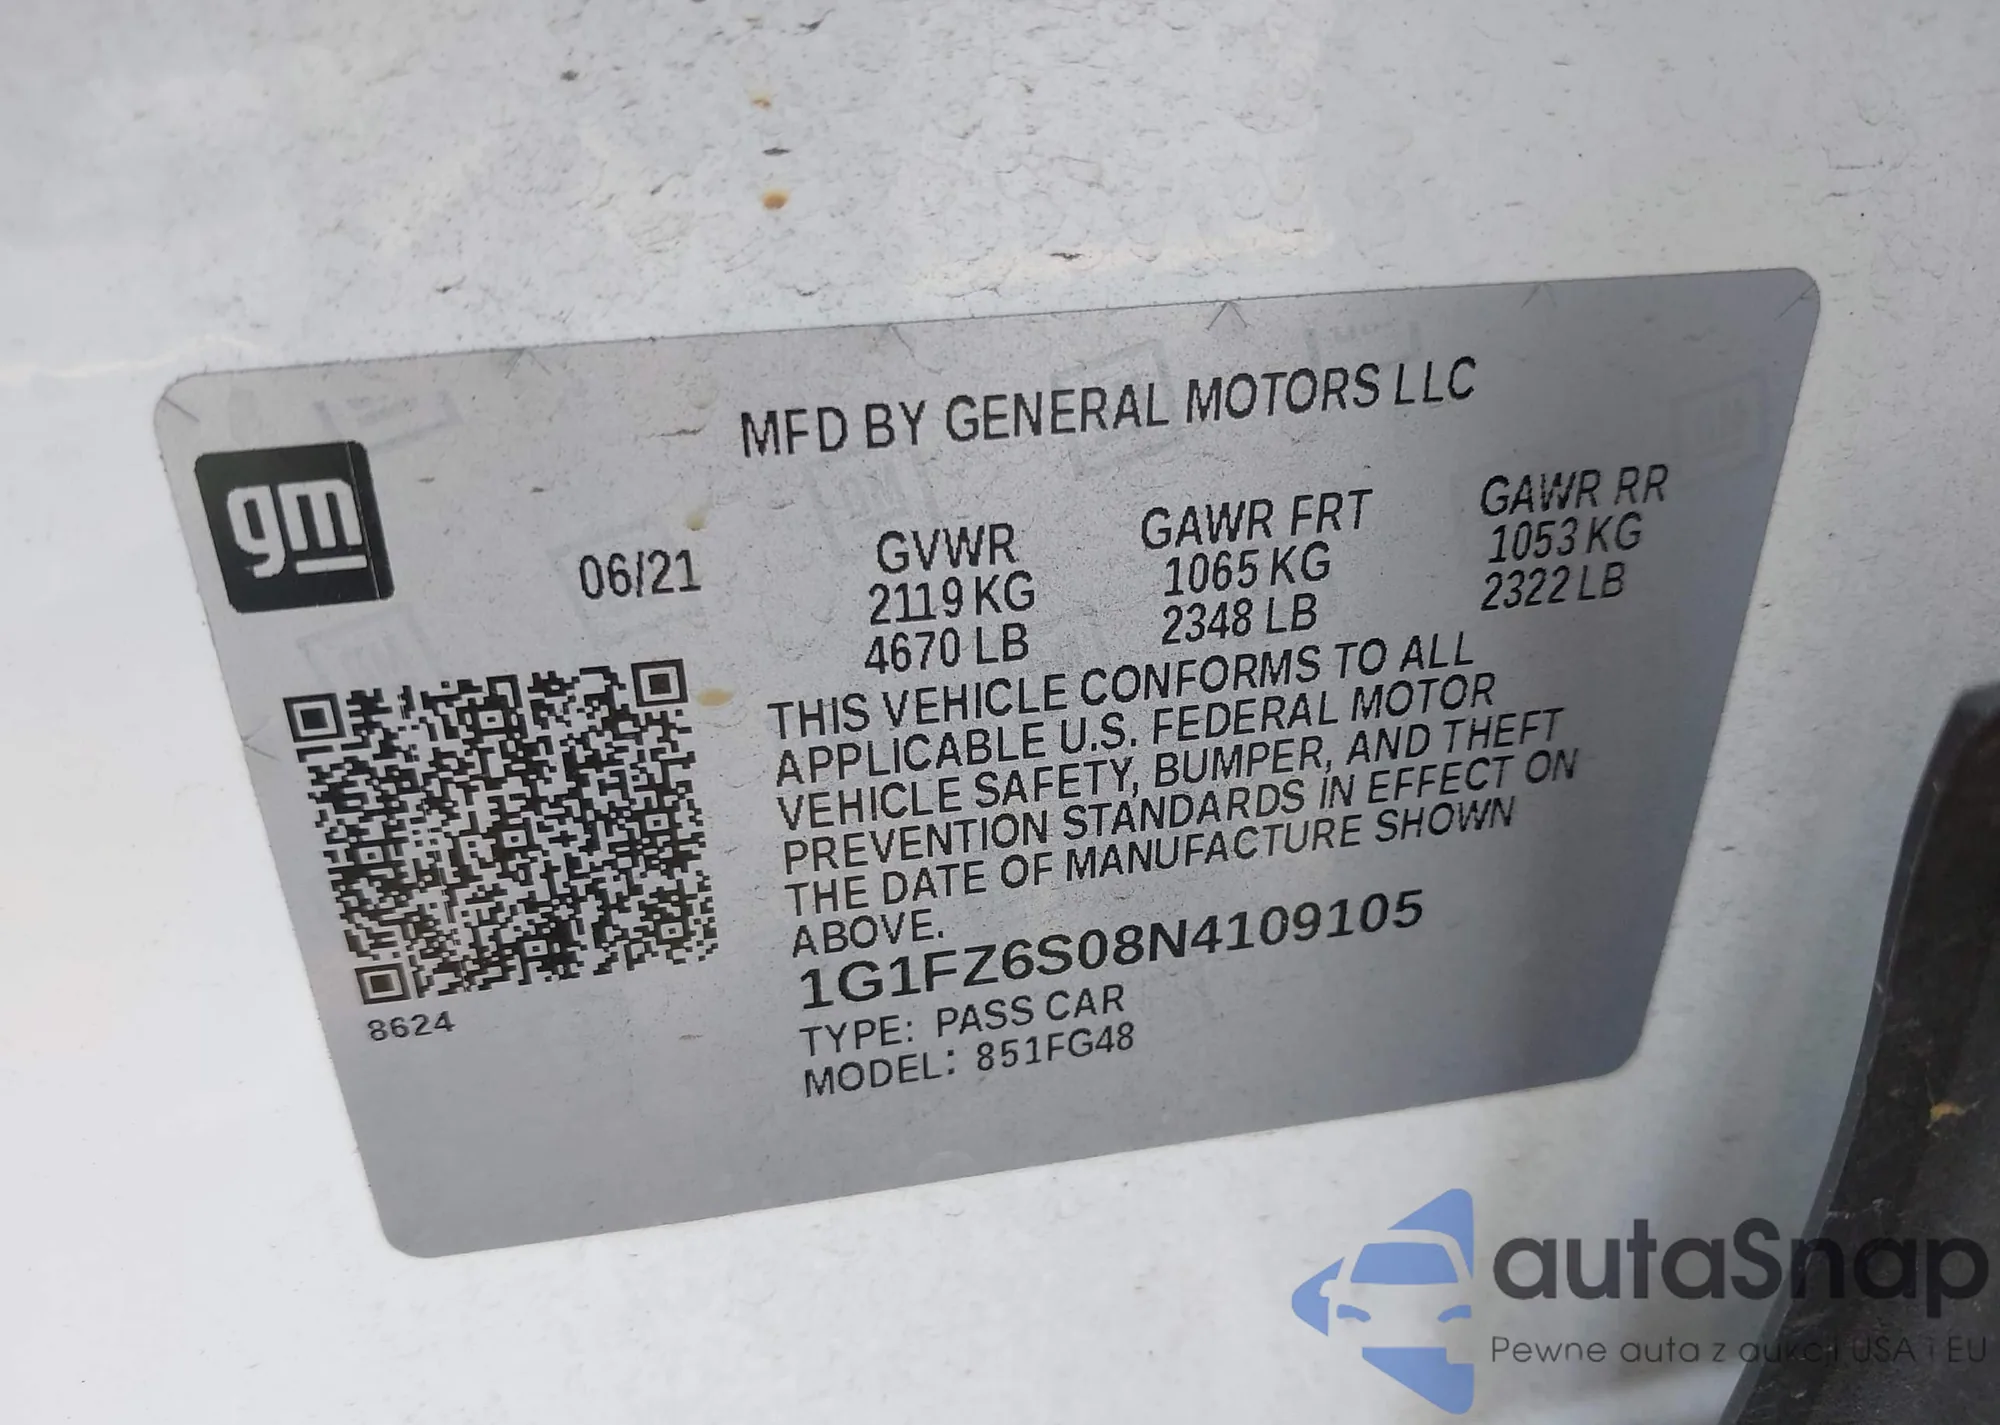 MFD BY GENERAL MOTORS LLC
gm
06/21
GVWR GAWR FRT GAWR RR
2119 KG 1065 KG 1053 KG
4670 LB 2348 LB 2322 LB
THIS VEHICLE CONFORMS TO ALL
APPLICABLE U.S. FEDERAL MOTOR
VEHICLE SAFETY, BUMPER, AND THEFT
PREVENTION STANDARDS IN EFFECT ON
THE DATE OF MANUFACTURE SHOWN
ABOVE.
1G1FZ6S08N4109105
TYPE: PASS CAR
MODEL: 851FG48
8624
autaSnap
Pewne auta z aukcji USA i EU